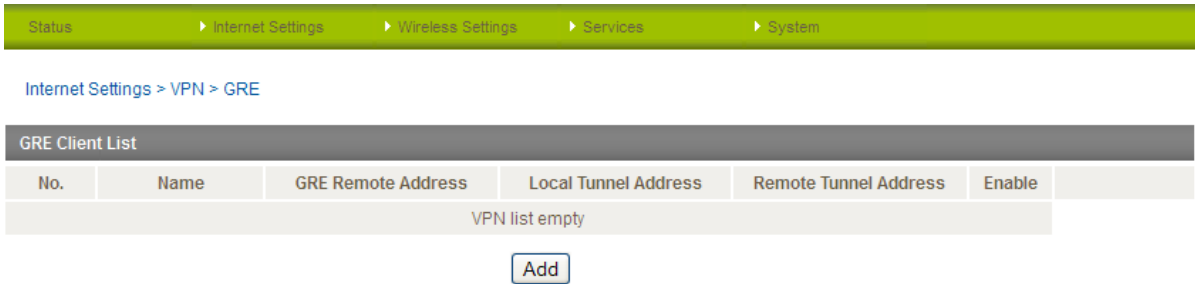 Status Internet Settings Wireless Settings Services System
Internet Settings > VPN > GRE
GRE Client List
No. Name GRE Remote Address Local Tunnel Address Remote Tunnel Address Enable
VPN list empty
Add